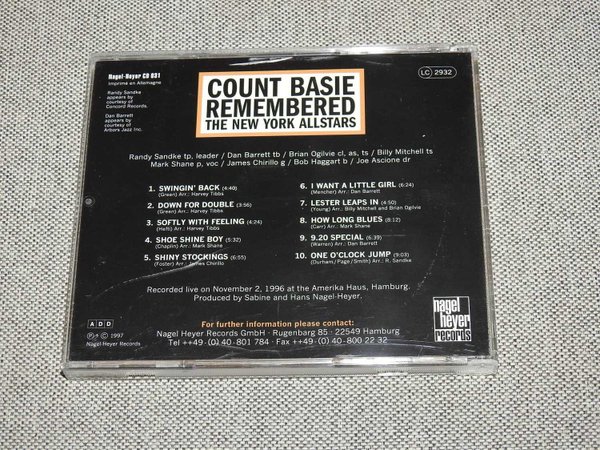 Nagel-Heyer CD 031
Imprimé en Allemagne
Randy Sandke
appears by
courtesy of
Concord Records.
Dan Barrett
appears by
courtesy of
Arbors Jazz Inc.
COUNT BASIE
REMEMBERED
THE NEW YORK ALLSTARS
LC 2932
Randy Sandke tp, leader / Dan Barrett tb / Brian Ogilvie cl, as, ts / Billy Mitchell ts
Mark Shane p, voc / James Chirillo g / Bob Haggart b / Joe Ascione dr
1. SWINGIN' BACK (4:40)
(Green) Arr.: Harvey Tibbs
2. DOWN FOR DOUBLE (3:56)
(Green) Arr.: Harvey Tibbs
3. SOFTLY WITH FEELING (4:24)
(Hefti) Arr.: Harvey Tibbs
4. SHOE SHINE BOY (5:32)
(Chaplin) Arr.: Mark Shane
5. SHINY STOCKINGS (6:55)
(Foster) Arr.: James Chirillo
6. I WANT A LITTLE GIRL (6:24)
(Mencher) Arr.: Dan Barrett
7. LESTER LEAPS IN (4:50)
(Young) Arr.: Billy Mitchell and Brian Ogilvie
8. HOW LONG BLUES (8:12)
(Carr) Arr.: Mark Shane
9. 9.20 SPECIAL (6:39)
(Warren) Arr.: Dan Barrett
10. ONE O'CLOCK JUMP (9:03)
(Durham/Page/Smith) Arr.: R. Sandke
Recorded live on November 2, 1996 at the Amerika Haus, Hamburg.
Produced by Sabine and Hans Nagel-Heyer.
ADD
℗ © 1997
Nagel Heyer Records
For further information please contact:
Nagel Heyer Records GmbH · Rugenbarg 85 · 22549 Hamburg
Tel ++49·(0)40·801 784 · Fax ++49·(0)40·800 22 32
nagel
heyer
records